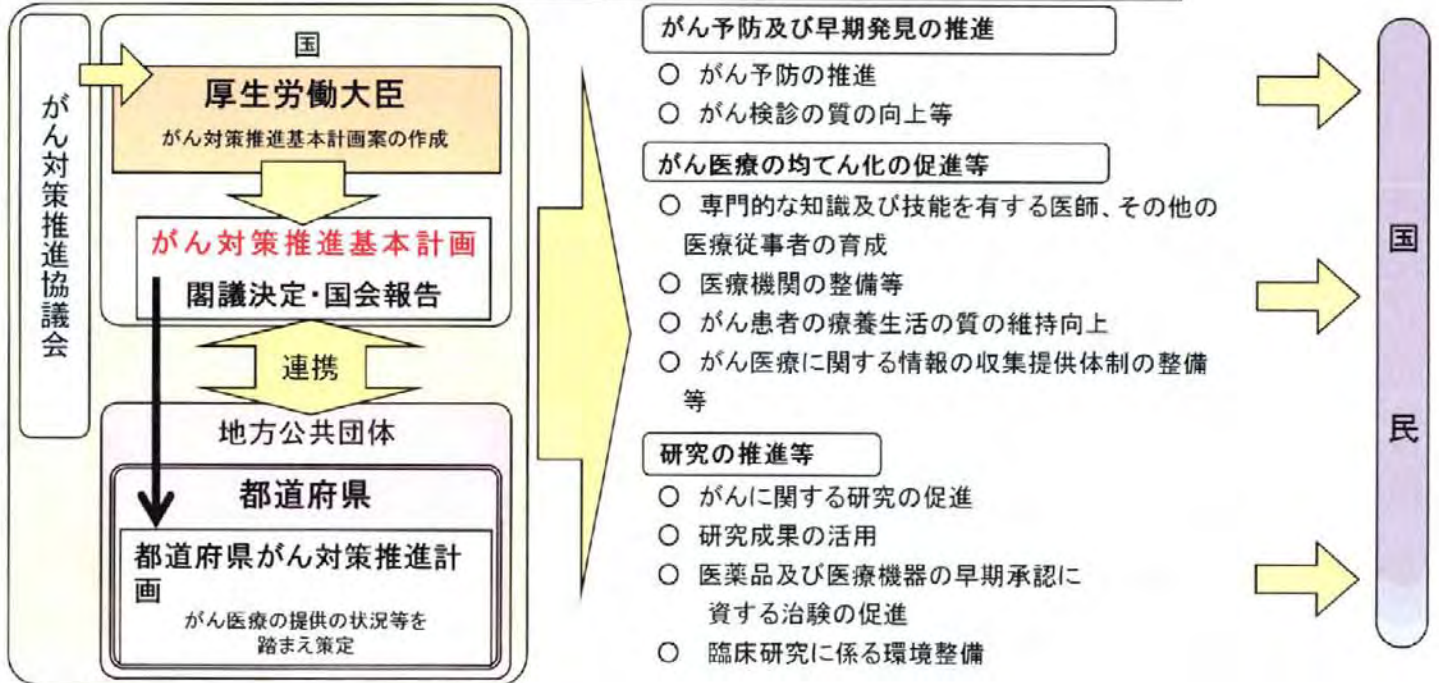 がん対策推進協議会
国
厚生労働大臣
がん対策推進基本計画案の作成
がん対策推進基本計画
閣議決定・国会報告
連携
地方公共団体
都道府県
都道府県がん対策推進計
画
がん医療の提供の状況等を
踏まえ策定
がん予防及び早期発見の推進
○ がん予防の推進
○ がん検診の質の向上等
がん医療の均てん化の促進等
○ 専門的な知識及び技能を有する医師、その他の
医療従事者の育成
○ 医療機関の整備等
○ がん患者の療養生活の質の維持向上
○ がん医療に関する情報の収集提供体制の整備
等
研究の推進等
○ がんに関する研究の促進
○ 研究成果の活用
○ 医薬品及び医療機器の早期承認に
資する治験の促進
○ 臨床研究に係る環境整備
国民